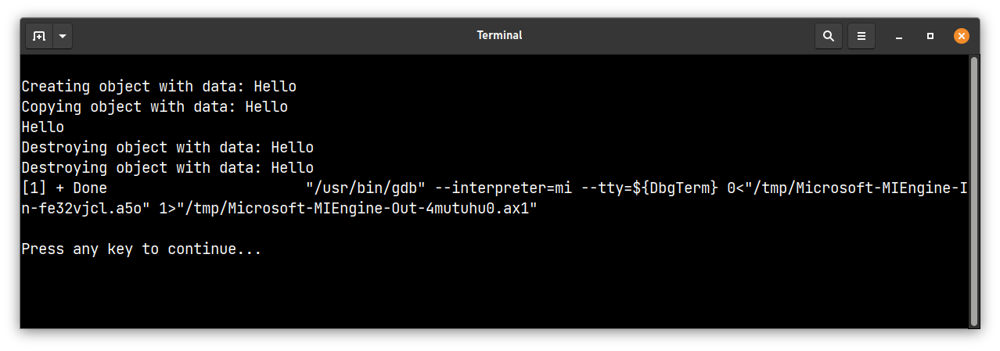 Terminal
Creating object with data: Hello
Copying object with data: Hello
Hello
Destroying object with data: Hello
Destroying object with data: Hello
[1] + Done                       "/usr/bin/gdb" --interpreter=mi --tty=${DbgTerm} 0<"/tmp/Microsoft-MIEngine-I
n-fe32vjcl.a5o" 1>"/tmp/Microsoft-MIEngine-Out-4mutuhu0.ax1"
Press any key to continue...